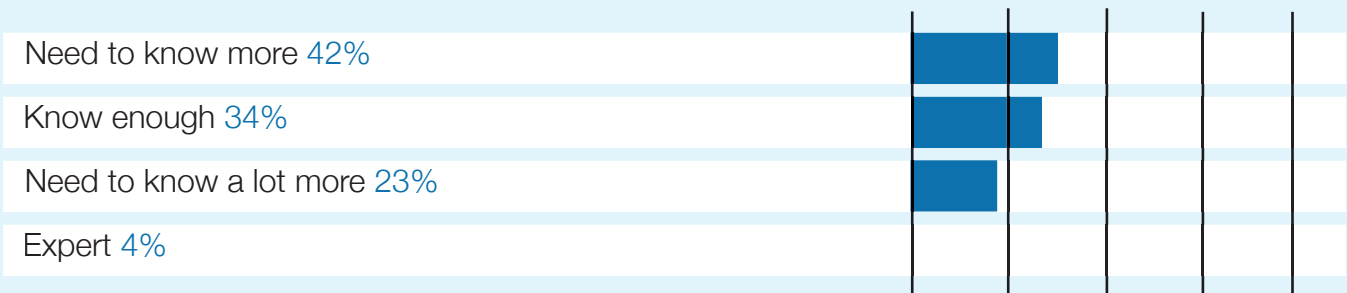 Need to know more 42%
Know enough 34%
Need to know a lot more 23%
Expert 4%